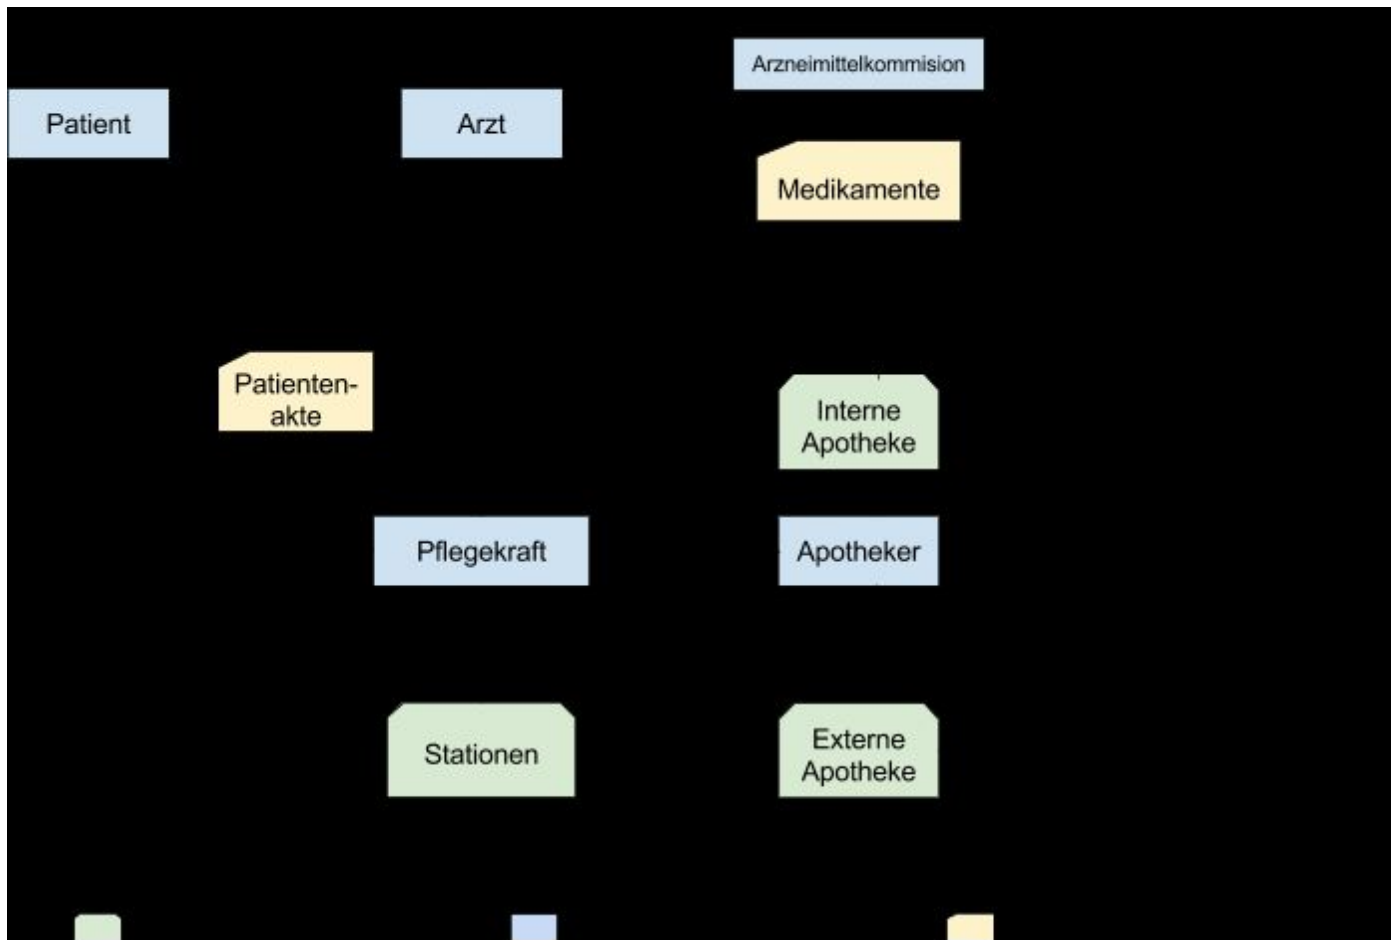 Arzneimittelkommision
Patient
Arzt
Medikamente
Patienten-
akte
Interne
Apotheke
Pflegekraft
Apotheker
Stationen
Externe
Apotheke